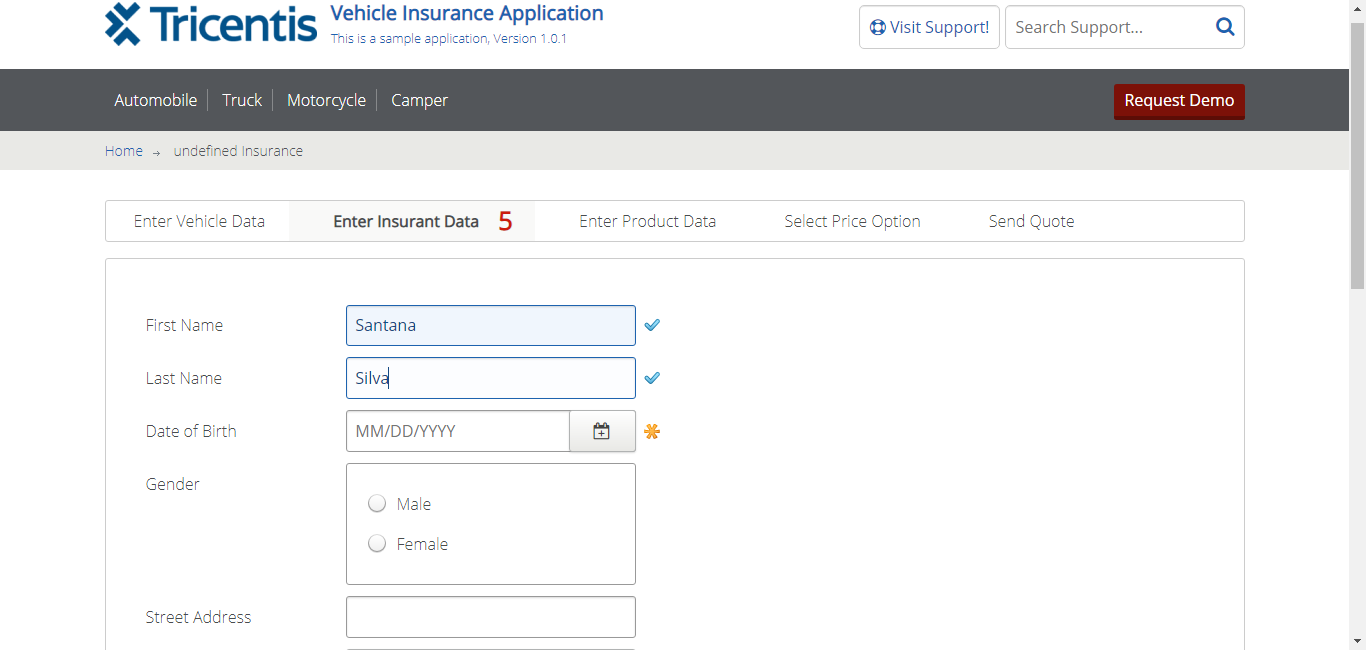 Tricentis
Vehicle Insurance Application
This is a sample application, Version 1.0.1
Visit Support!
Search Support...
Automobile
Truck
Motorcycle
Camper
Request Demo
Home → undefined Insurance
Enter Vehicle Data
Enter Insurant Data 5
Enter Product Data
Select Price Option
Send Quote
First Name
Santana
Last Name
Silva
Date of Birth
MM/DD/YYYY
Gender
Male
Female
Street Address